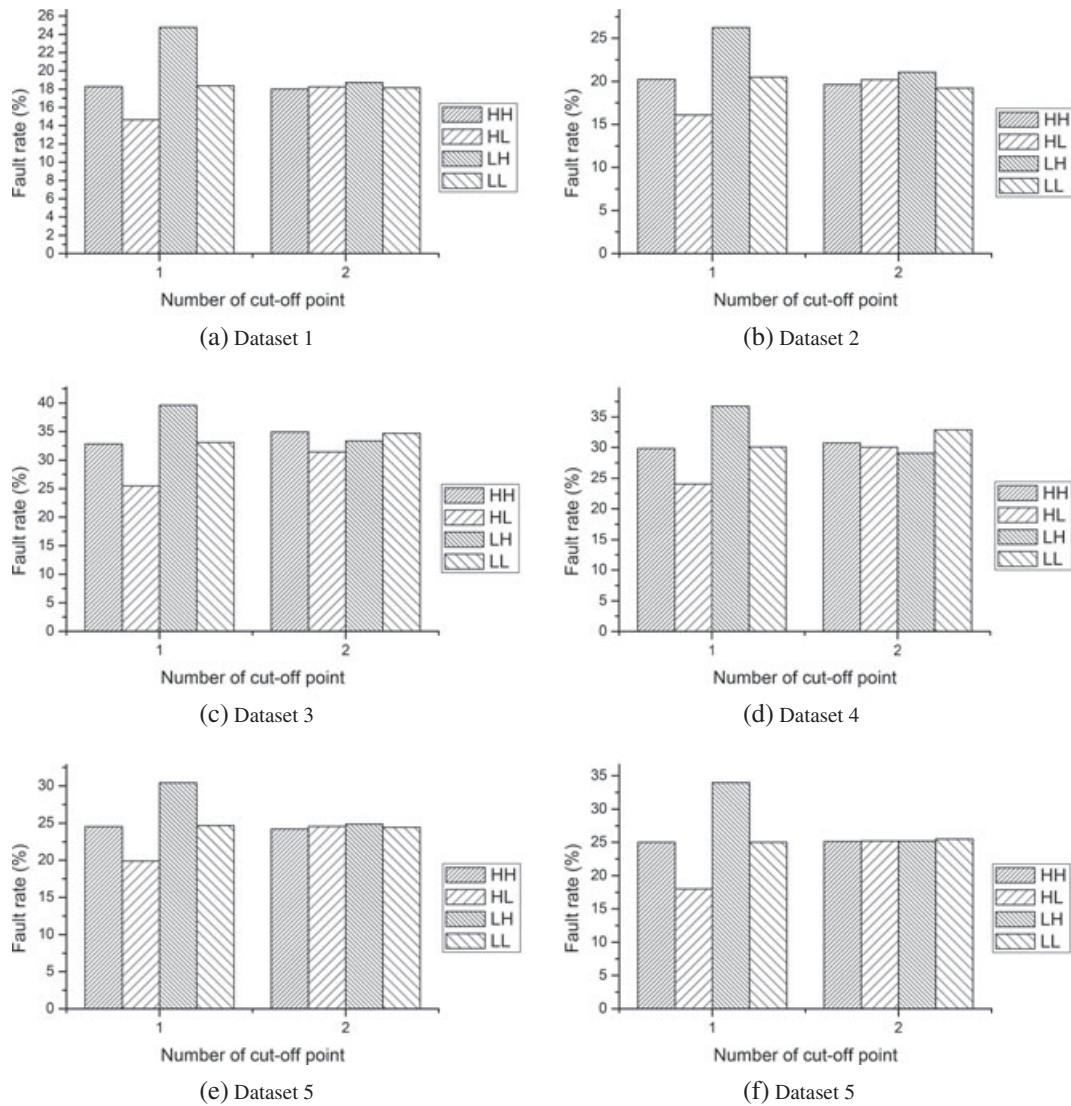 26
24
22
20
18
16
14
12
10
8
6
4
2
0
Fault rate (%)
1 2
Number of cut-off point
HH
HL
LH
LL
(a) Dataset 1
25
20
15
10
5
0
Fault rate (%)
1 2
Number of cut-off point
HH
HL
LH
LL
(b) Dataset 2
40
35
30
25
20
15
10
5
0
Fault rate (%)
1 2
Number of cut-off point
HH
HL
LH
LL
(c) Dataset 3
35
30
25
20
15
10
5
0
Fault rate (%)
1 2
Number of cut-off point
HH
HL
LH
LL
(d) Dataset 4
30
25
20
15
10
5
0
Fault rate (%)
1 2
Number of cut-off point
HH
HL
LH
LL
(e) Dataset 5
35
30
25
20
15
10
5
0
Fault rate (%)
1 2
Number of cut-off point
HH
HL
LH
LL
(f) Dataset 5